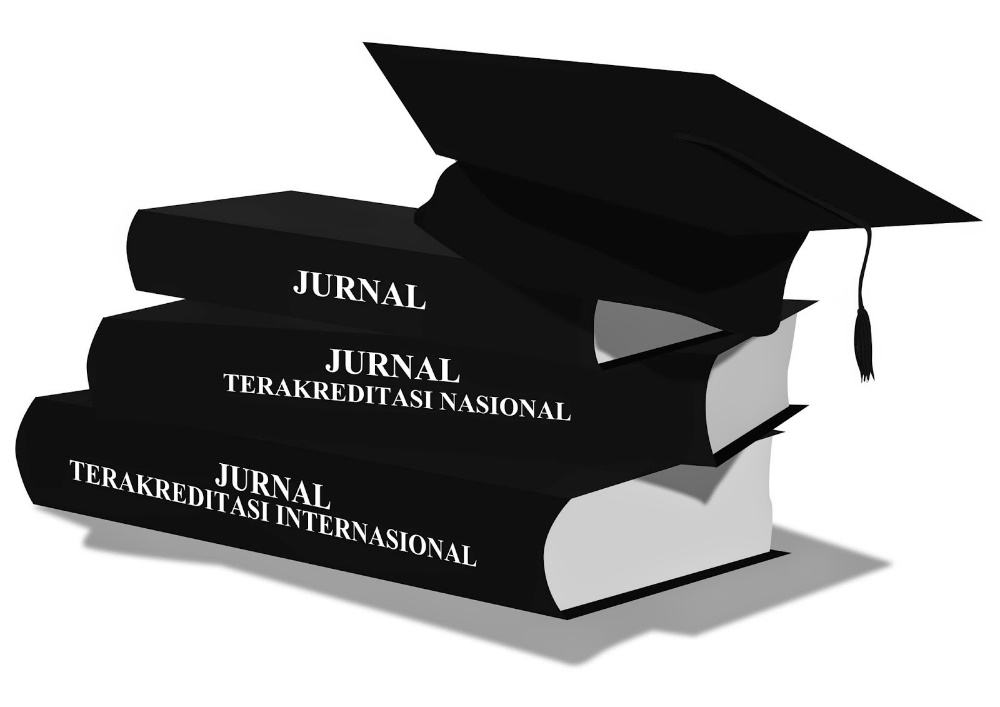 JURNAL
JURNAL
TERAKREDITASI NASIONAL
JURNAL
TERAKREDITASI INTERNASIONAL